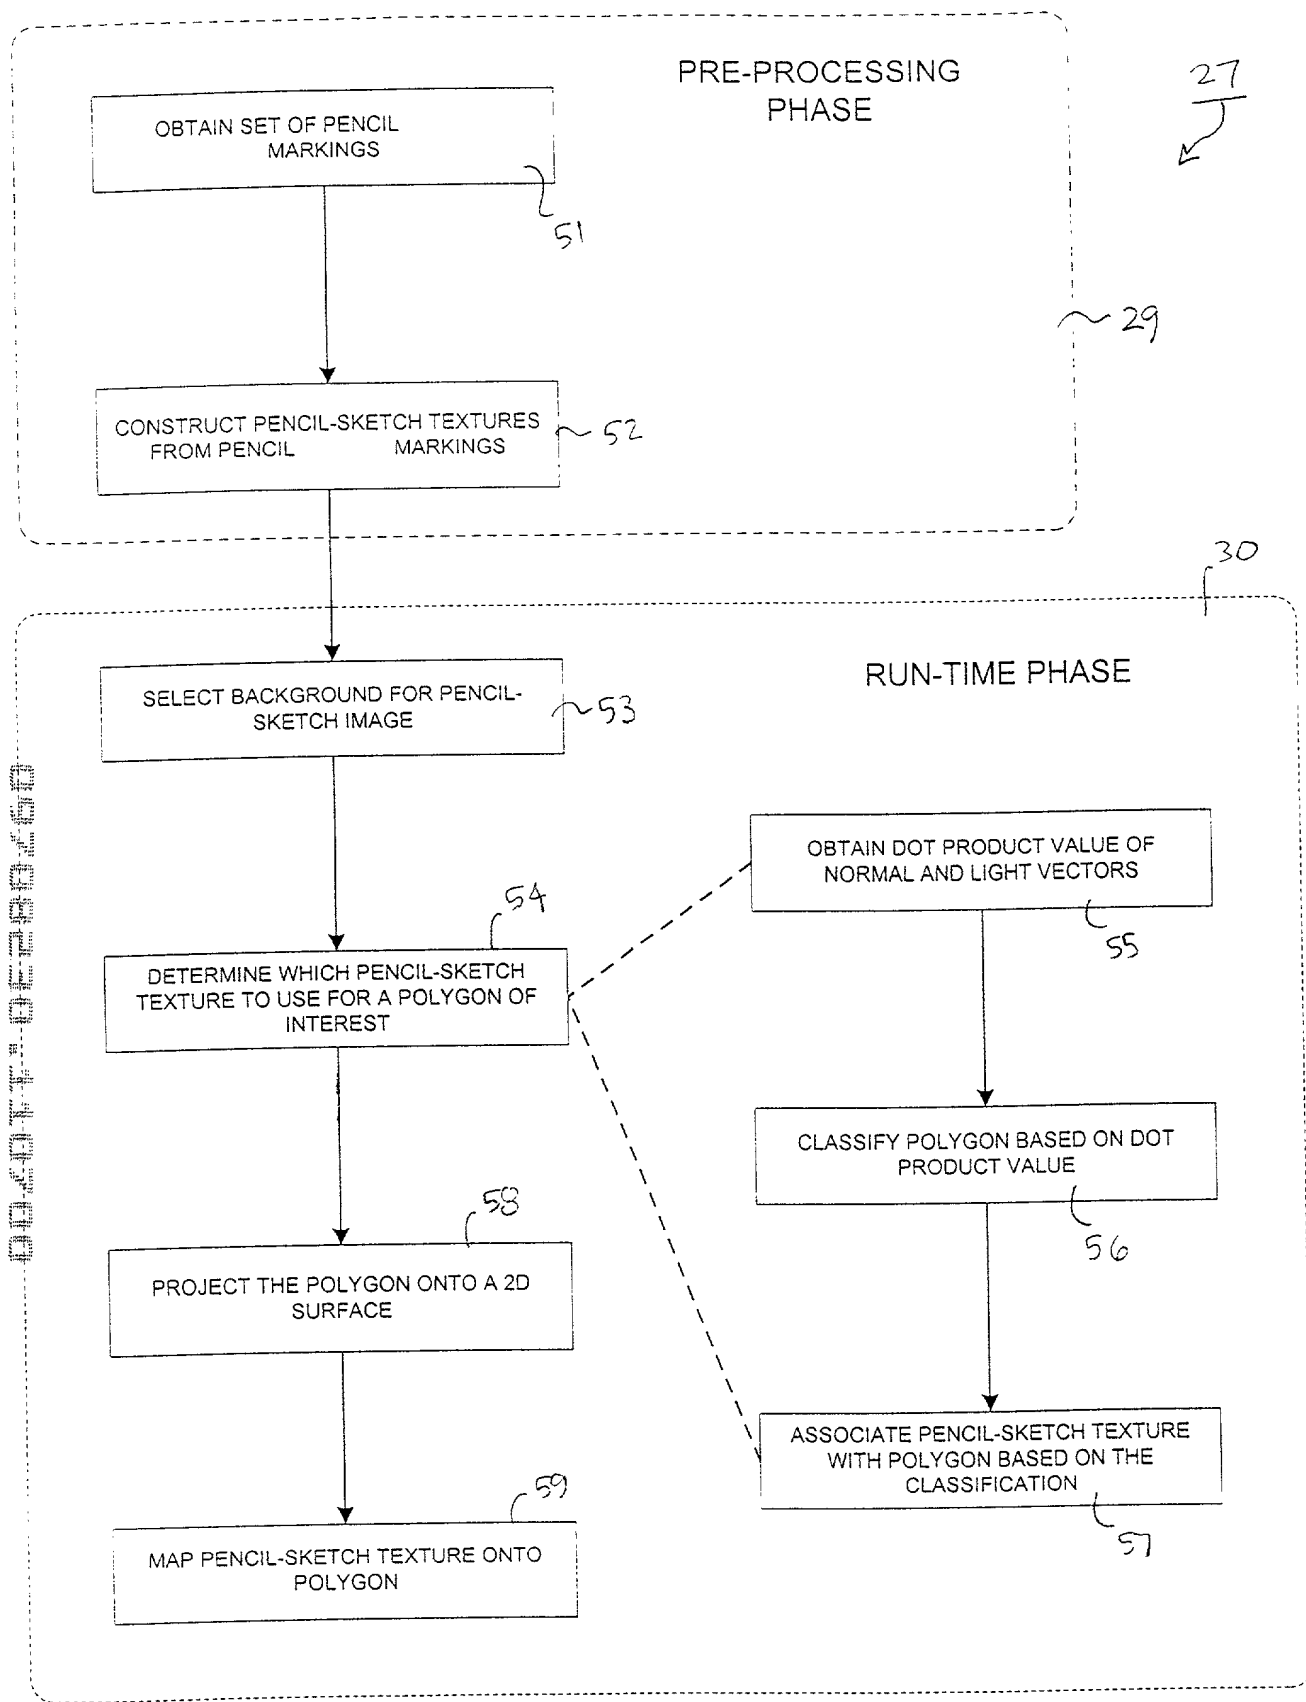 PRE-PROCESSING
PHASE
27
OBTAIN SET OF PENCIL
MARKINGS
51
29
CONSTRUCT PENCIL-SKETCH TEXTURES
FROM PENCIL MARKINGS
52
30
RUN-TIME PHASE
SELECT BACKGROUND FOR PENCIL-
SKETCH IMAGE
53
OBTAIN DOT PRODUCT VALUE OF
NORMAL AND LIGHT VECTORS
55
54
DETERMINE WHICH PENCIL-SKETCH
TEXTURE TO USE FOR A POLYGON OF
INTEREST
CLASSIFY POLYGON BASED ON DOT
PRODUCT VALUE
56
58
PROJECT THE POLYGON ONTO A 2D
SURFACE
ASSOCIATE PENCIL-SKETCH TEXTURE
WITH POLYGON BASED ON THE
CLASSIFICATION
57
59
MAP PENCIL-SKETCH TEXTURE ONTO
POLYGON